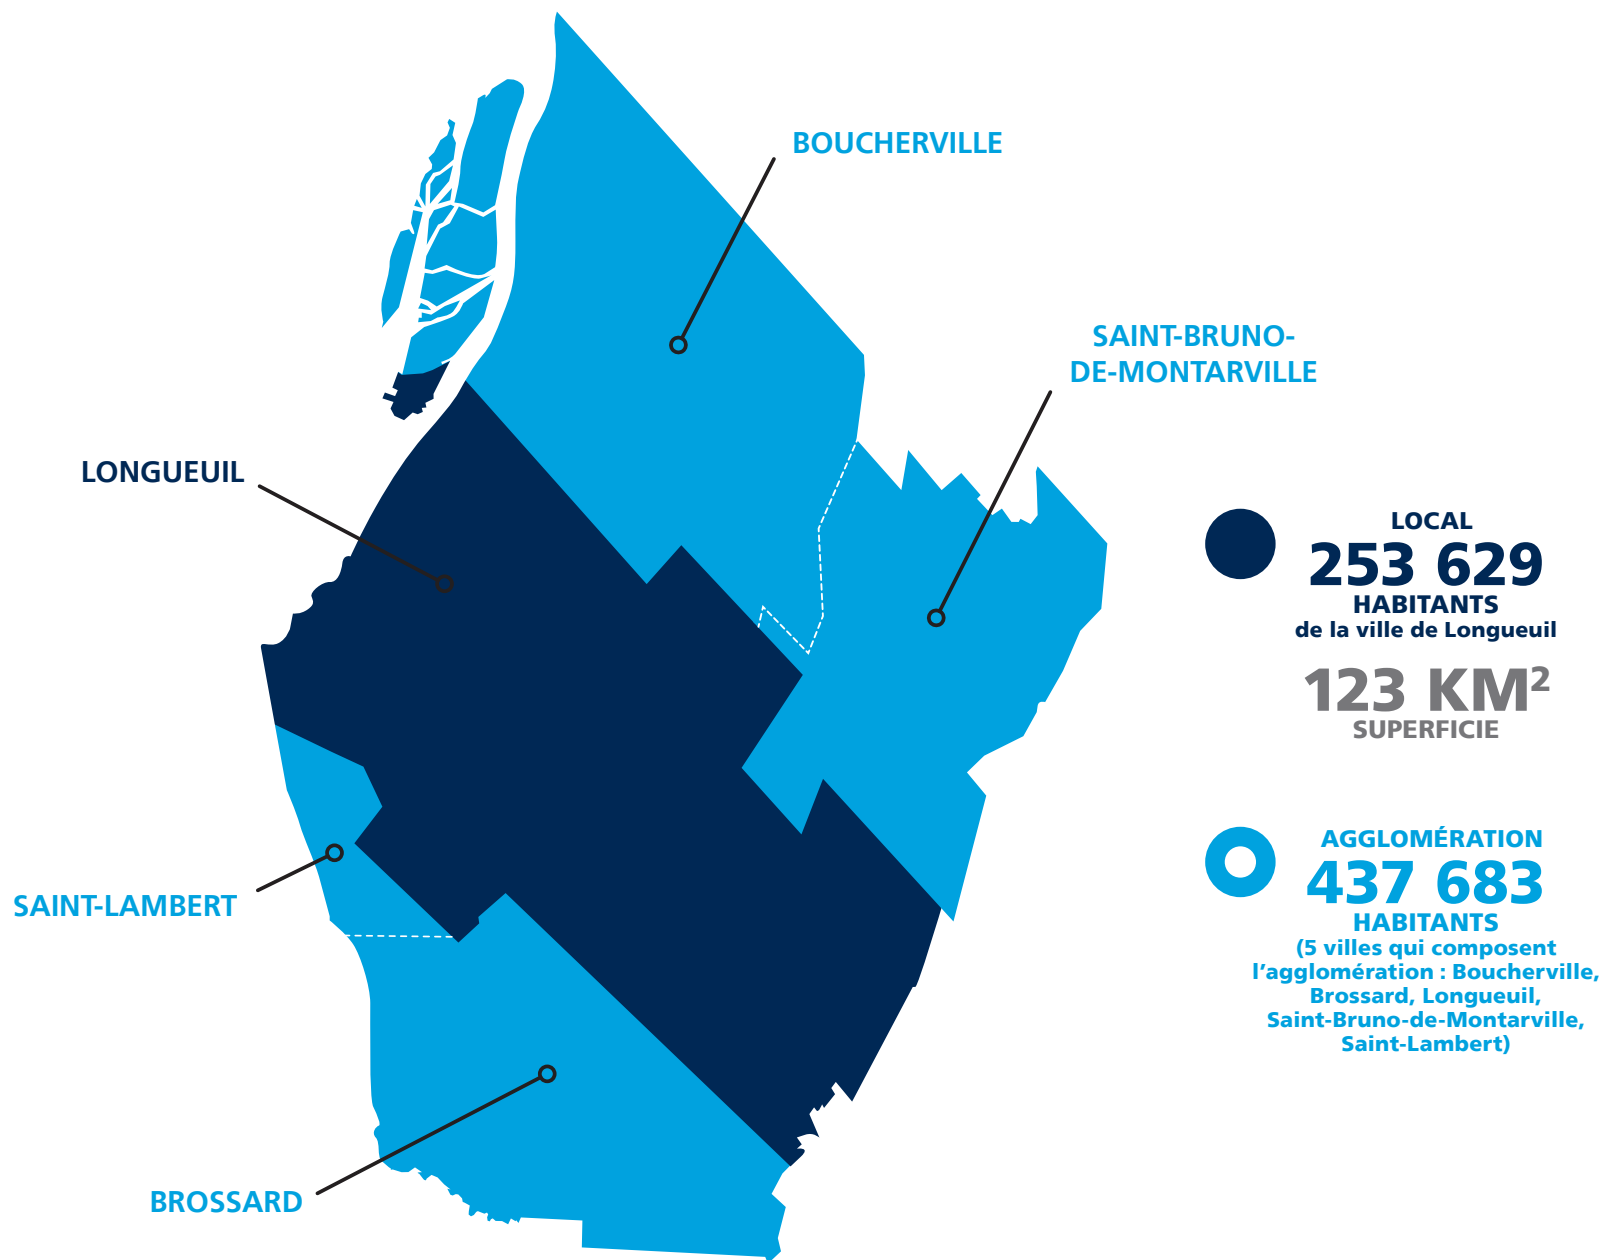 BOUCHERVILLE
SAINT-BRUNO-
DE-MONTARVILLE
LONGUEUIL
SAINT-LAMBERT
BROSSARD
LOCAL
253 629
HABITANTS
de la ville de Longueuil
123 KM²
SUPERFICIE
AGGLOMÉRATION
437 683
HABITANTS
(5 villes qui composent
l’agglomération : Boucherville,
Brossard, Longueuil,
Saint-Bruno-de-Montarville,
Saint-Lambert)